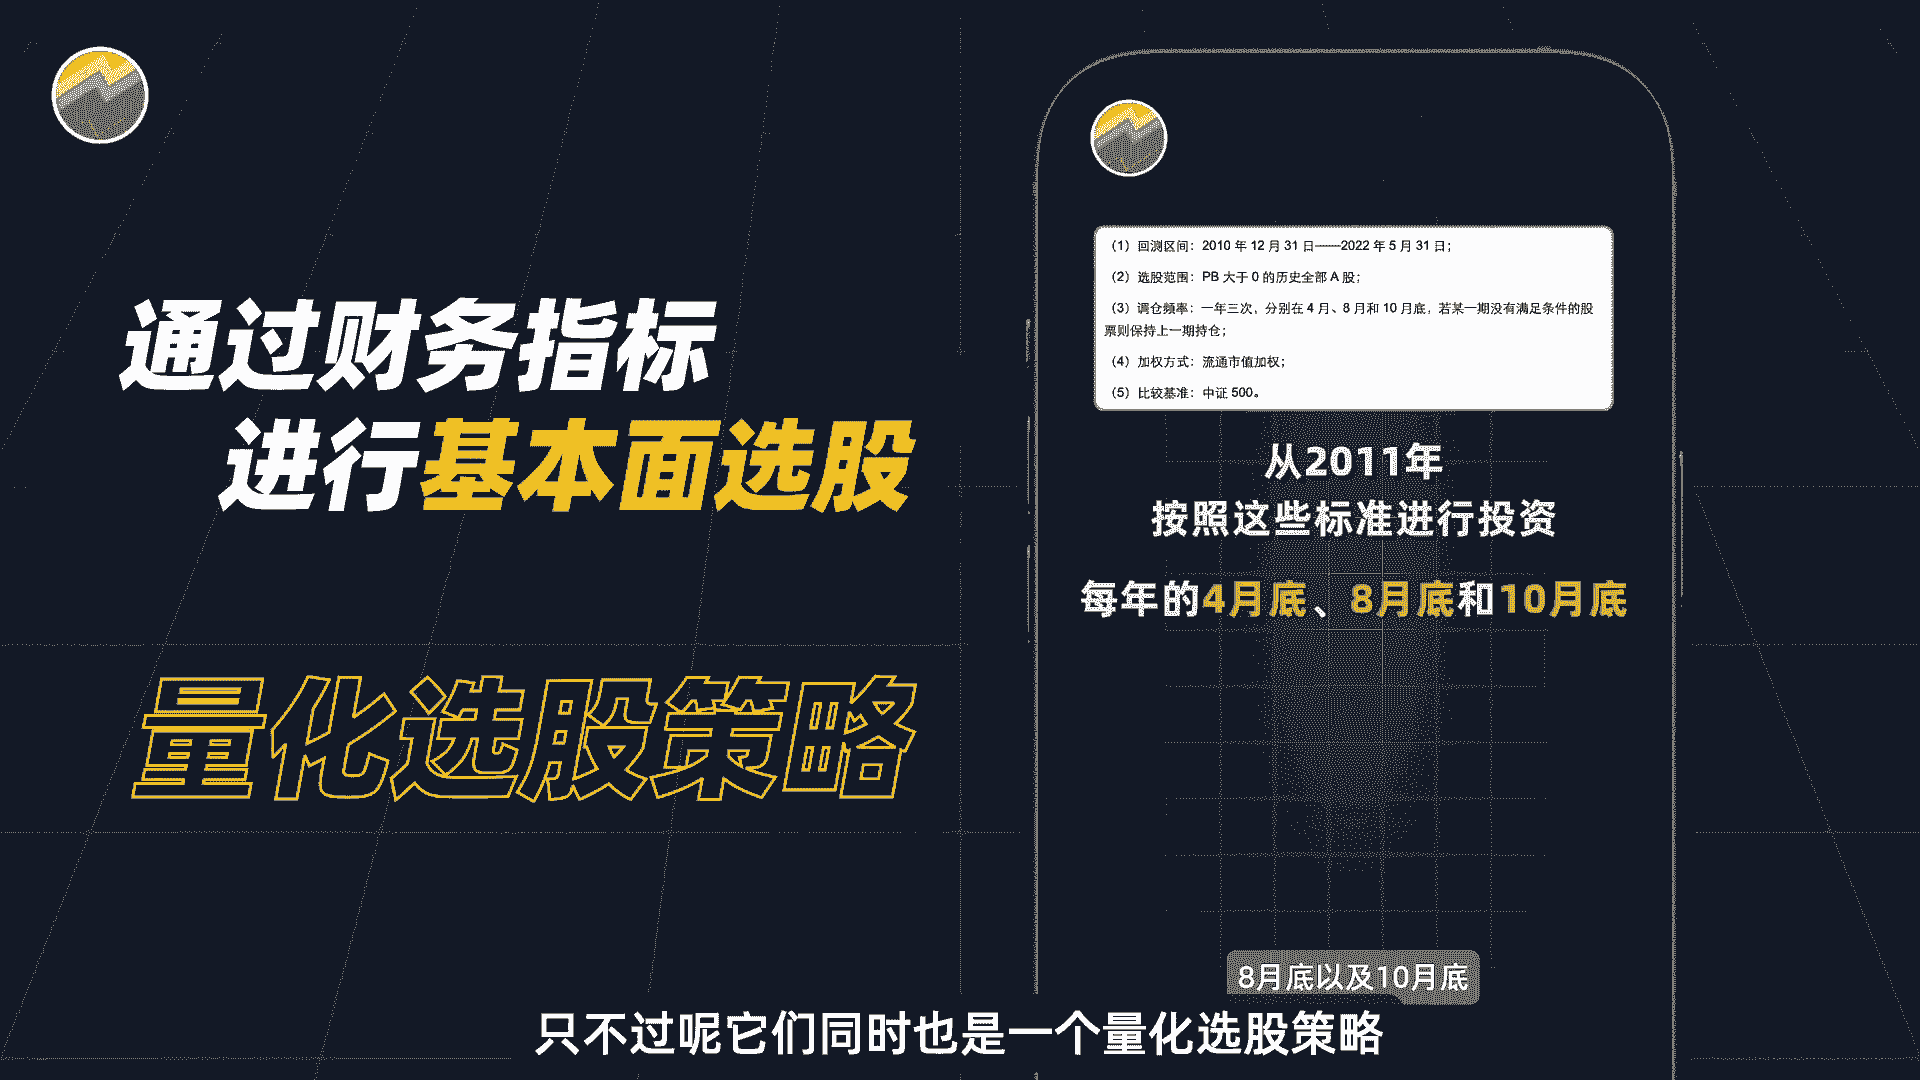 通过财务指标
进行基本面选股
量化选股策略
（1）回测区间：2010 年 12 月 31 日——2022 年 5 月 31 日；
（2）选股范围：PB 大于 0 的历史全部 A 股；
（3）调仓频率：一年三次，分别在 4 月、8 月和 10 月底，若某一期没有满足条件的股
票则保持上一期持仓；
（4）加权方式：流通市值加权；
（5）比较基准：中证 500。
从2011年
按照这些标准进行投资
每年的4月底、8月底和10月底
8月底以及10月底
只不过呢它们同时也是一个量化选股策略